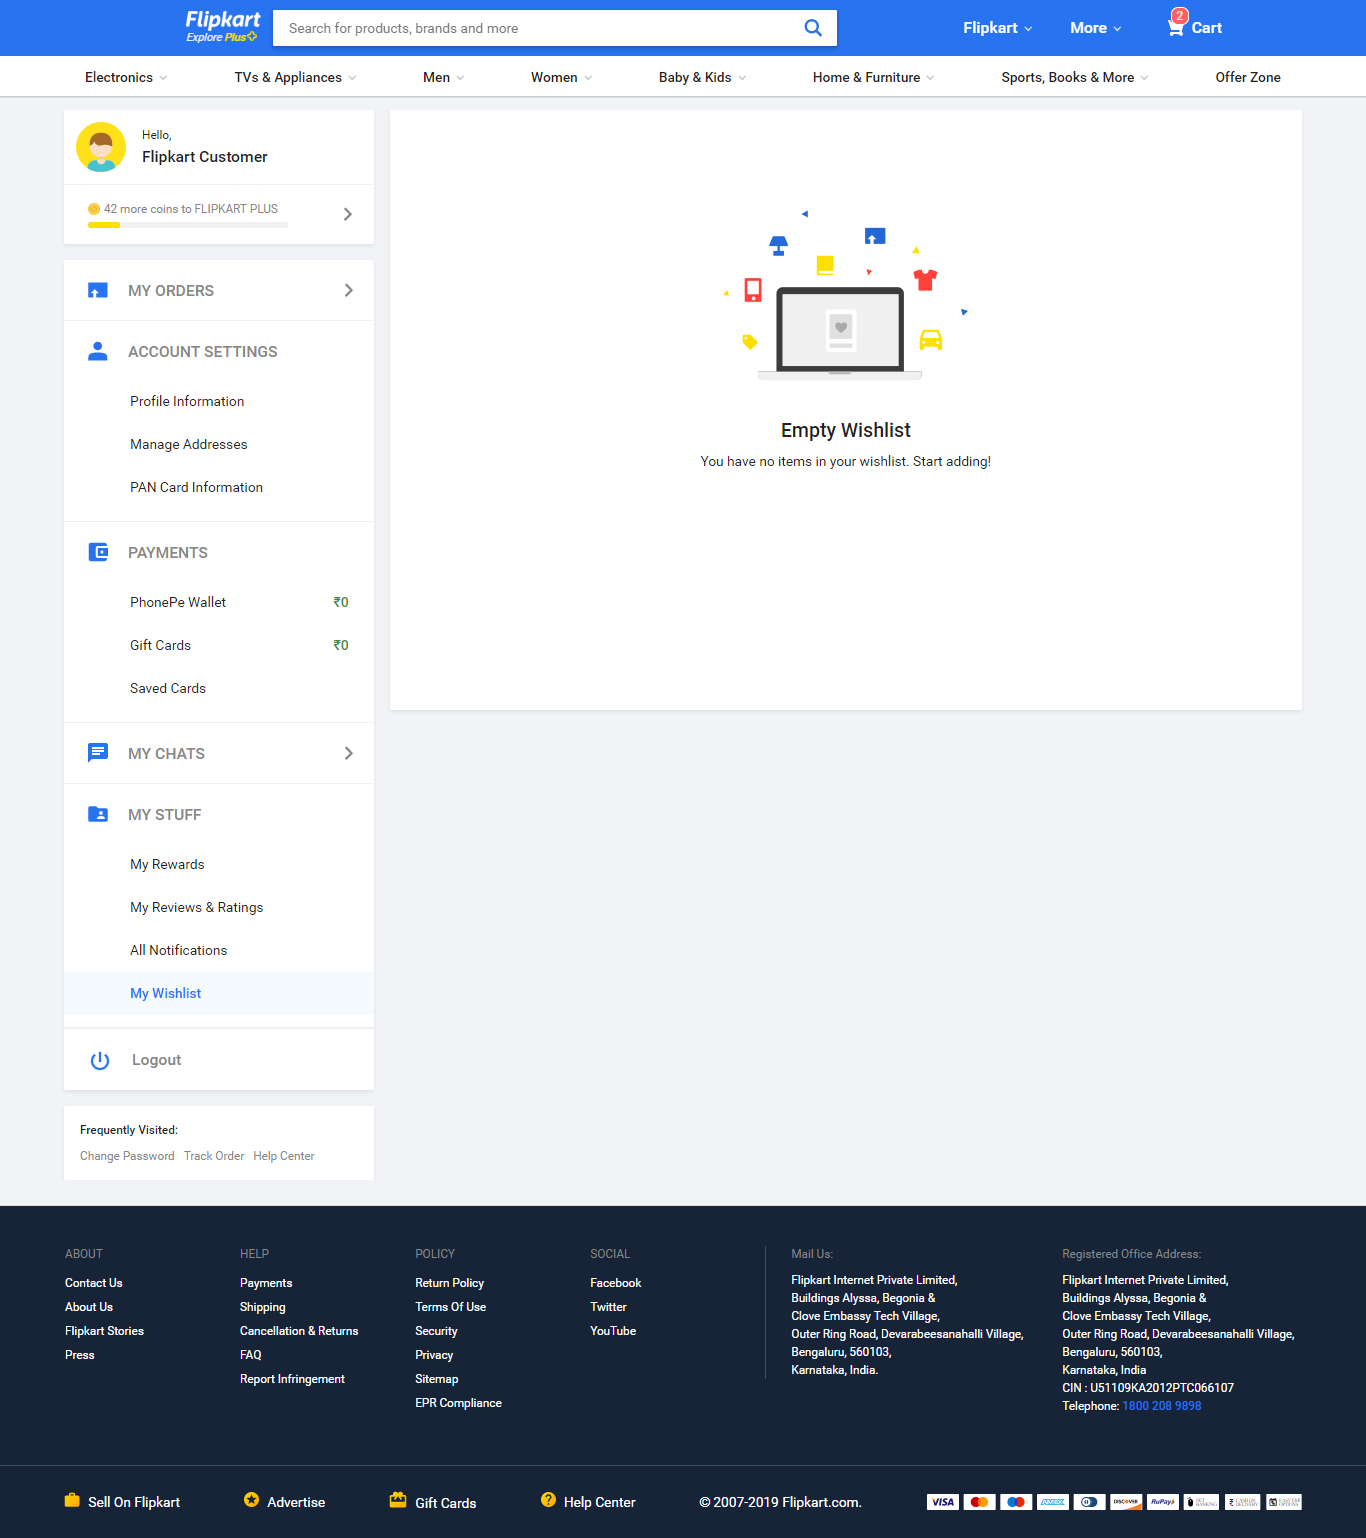 Flipkart
Explore Plus
Search for products, brands and more
Flipkart
More
2
Cart
Electronics
TVs & Appliances
Men
Women
Baby & Kids
Home & Furniture
Sports, Books & More
Offer Zone
Hello,
Flipkart Customer
42 more coins to FLIPKART PLUS
MY ORDERS
ACCOUNT SETTINGS
Profile Information
Manage Addresses
PAN Card Information
PAYMENTS
PhonePe Wallet ₹0
Gift Cards ₹0
Saved Cards
MY CHATS
MY STUFF
My Rewards
My Reviews & Ratings
All Notifications
My Wishlist
Logout
Frequently Visited:
Change Password Track Order Help Center
Empty Wishlist
You have no items in your wishlist. Start adding!
ABOUT
Contact Us
About Us
Flipkart Stories
Press
HELP
Payments
Shipping
Cancellation & Returns
FAQ
Report Infringement
POLICY
Return Policy
Terms Of Use
Security
Privacy
Sitemap
EPR Compliance
SOCIAL
Facebook
Twitter
YouTube
Mail Us:
Flipkart Internet Private Limited,
Buildings Alyssa, Begonia &
Clove Embassy Tech Village,
Outer Ring Road, Devarabeesanahalli Village,
Bengaluru, 560103,
Karnataka, India.
Registered Office Address:
Flipkart Internet Private Limited,
Buildings Alyssa, Begonia &
Clove Embassy Tech Village,
Outer Ring Road, Devarabeesanahalli Village,
Bengaluru, 560103,
Karnataka, India
CIN : U51109KA2012PTC066107
Telephone: 1800 208 9898
Sell On Flipkart
Advertise
Gift Cards
Help Center
© 2007-2019 Flipkart.com.
VISA
AMEX
DISCOVER
RuPay
NET BANKING
CASH ON DELIVERY
EASY EMI OPTIONS